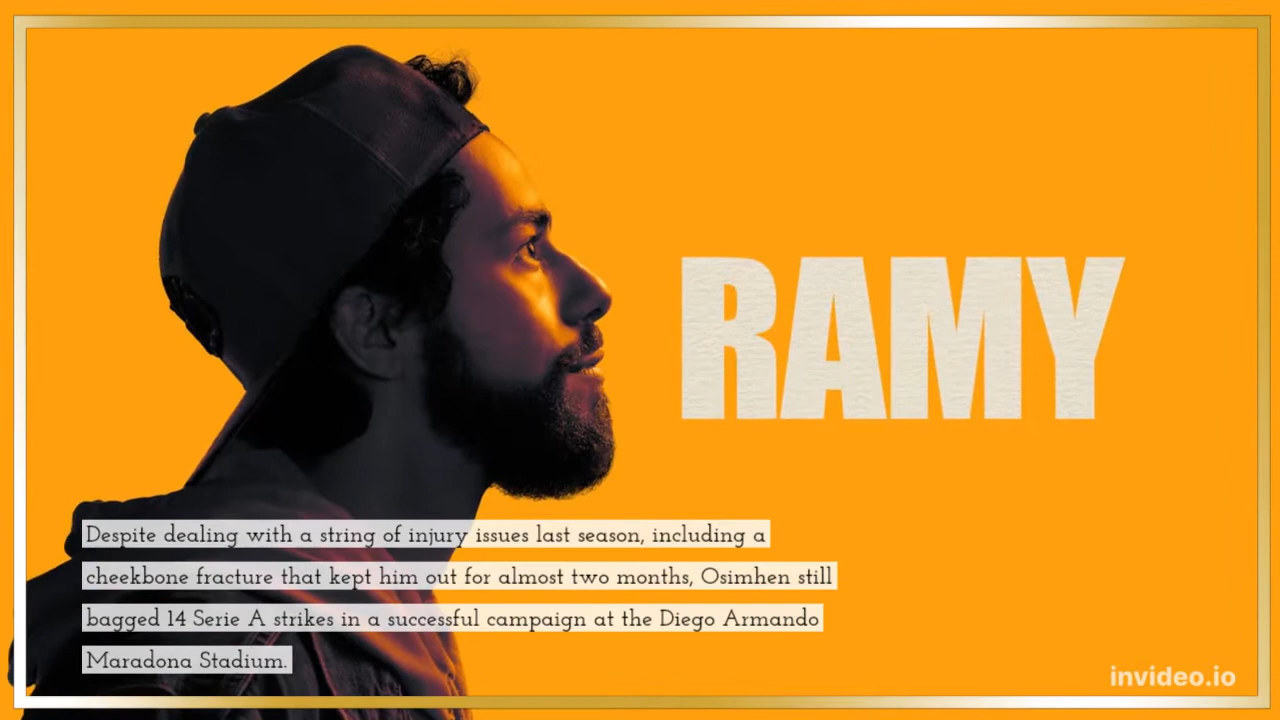 RAMY
Despite dealing with a string of injury issues last season, including a
cheekbone fracture that kept him out for almost two months, Osimhen still
bagged 14 Serie A strikes in a successful campaign at the Diego Armando
Maradona Stadium.
invideo.io